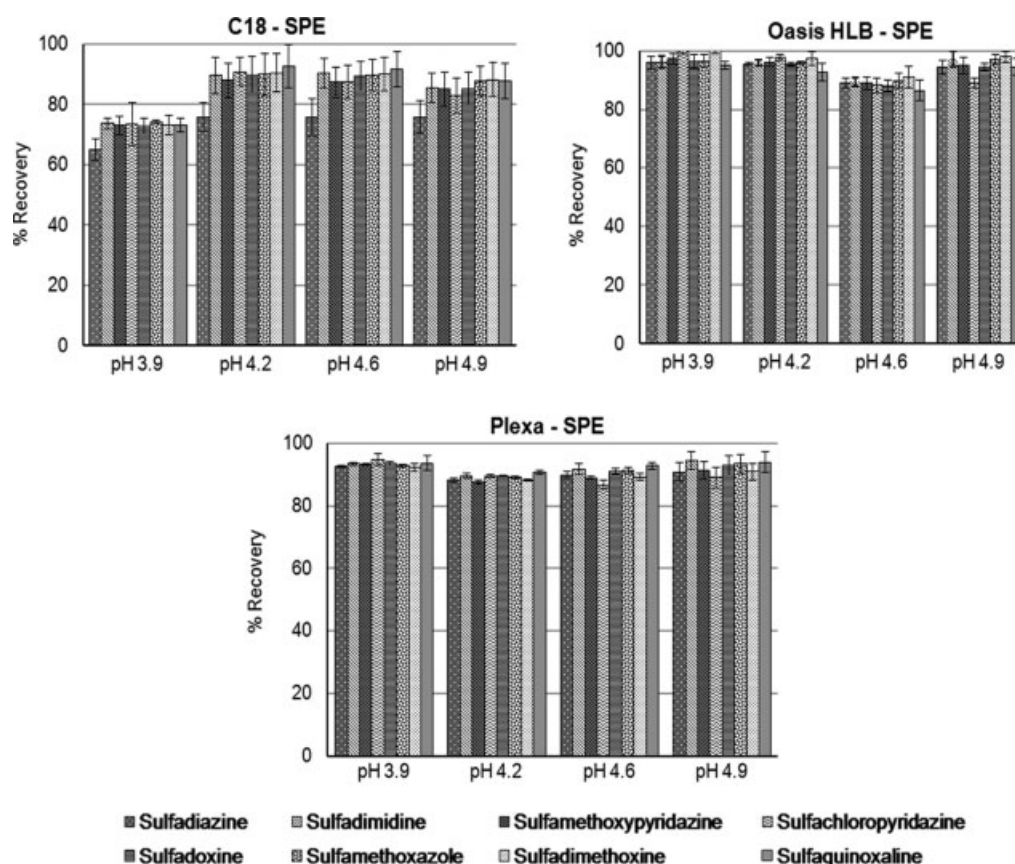 C18 - SPE
100
80
60
40
20
0
% Recovery
pH 3.9 pH 4.2 pH 4.6 pH 4.9
Oasis HLB - SPE
100
80
60
40
20
0
% Recovery
pH 3.9 pH 4.2 pH 4.6 pH 4.9
Plexa - SPE
100
80
60
40
20
0
% Recovery
pH 3.9 pH 4.2 pH 4.6 pH 4.9
Sulfadiazine Sulfadimidine Sulfamethoxypyridazine Sulfachloropyridazine
Sulfadoxine Sulfamethoxazole Sulfadimethoxine Sulfaquinoxaline